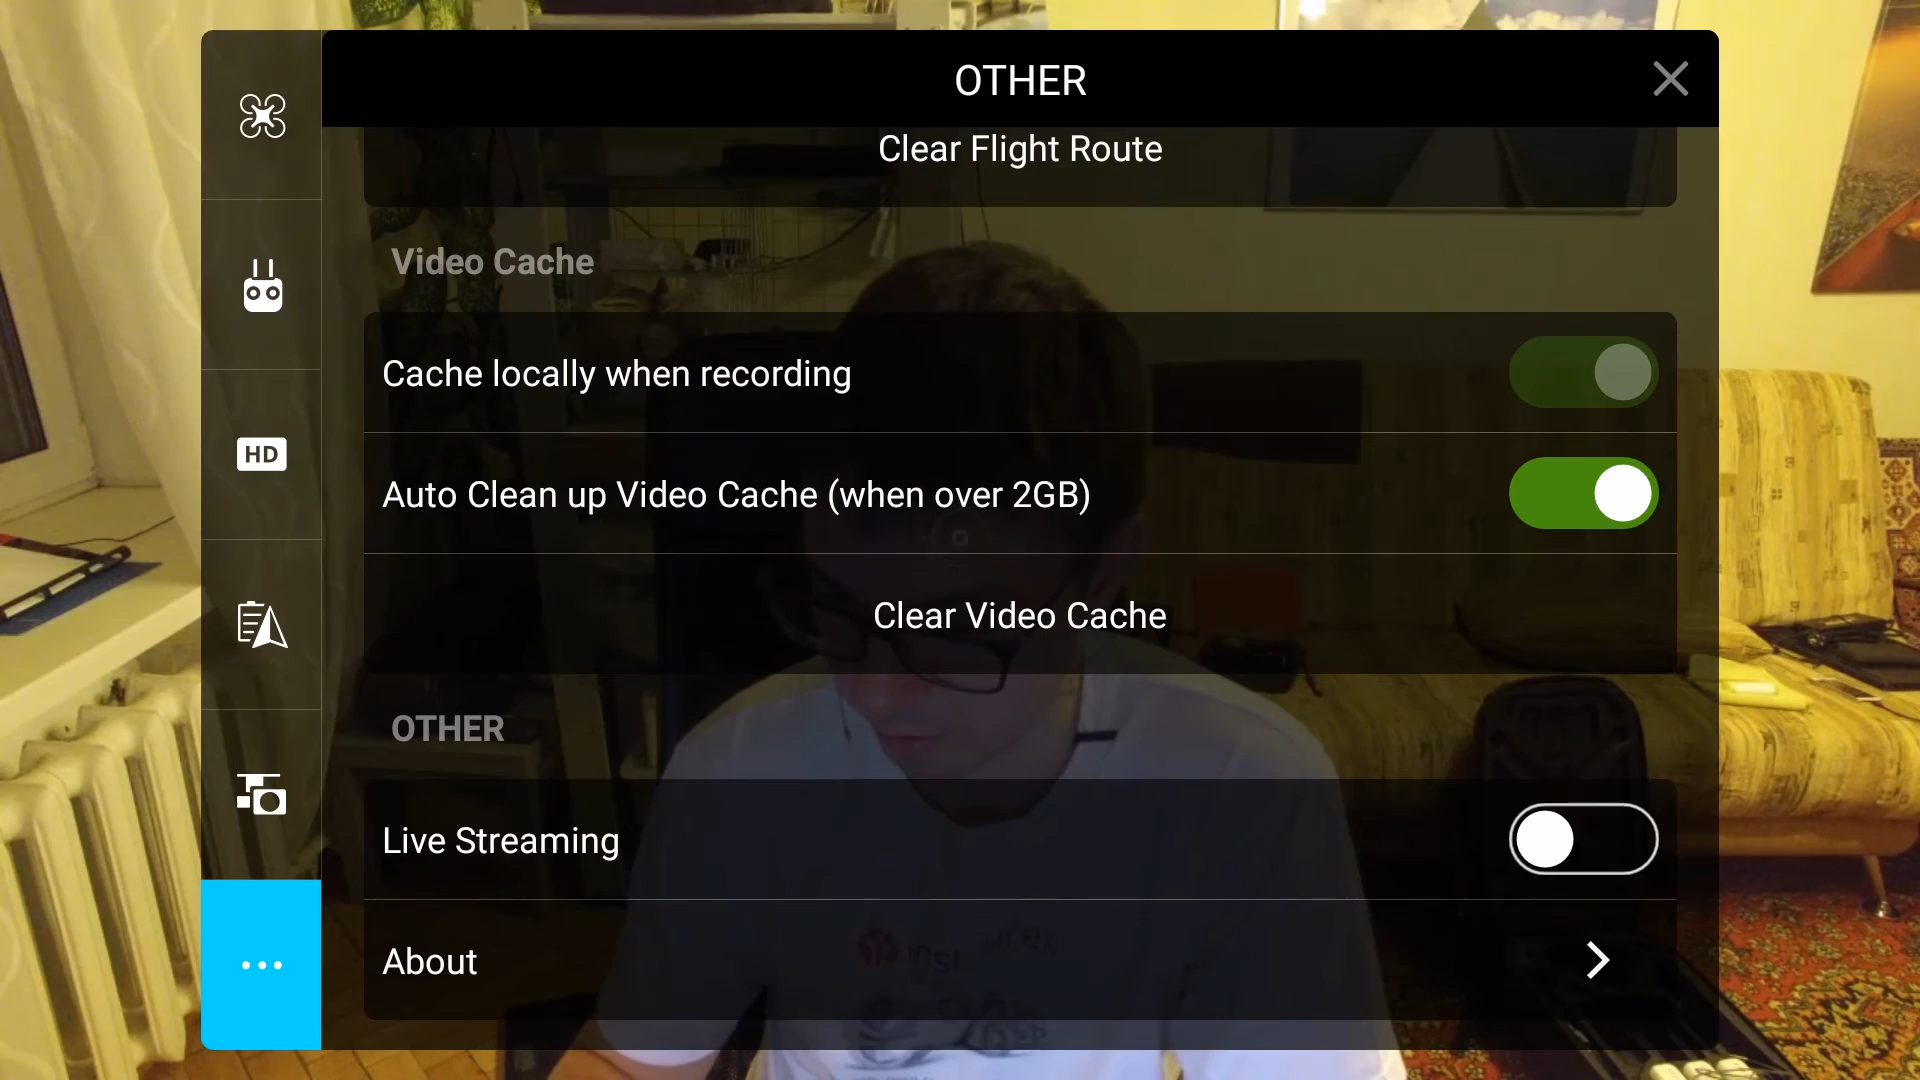 OTHER
Clear Flight Route
Video Cache
Cache locally when recording
Auto Clean up Video Cache (when over 2GB)
Clear Video Cache
OTHER
Live Streaming
About
HD